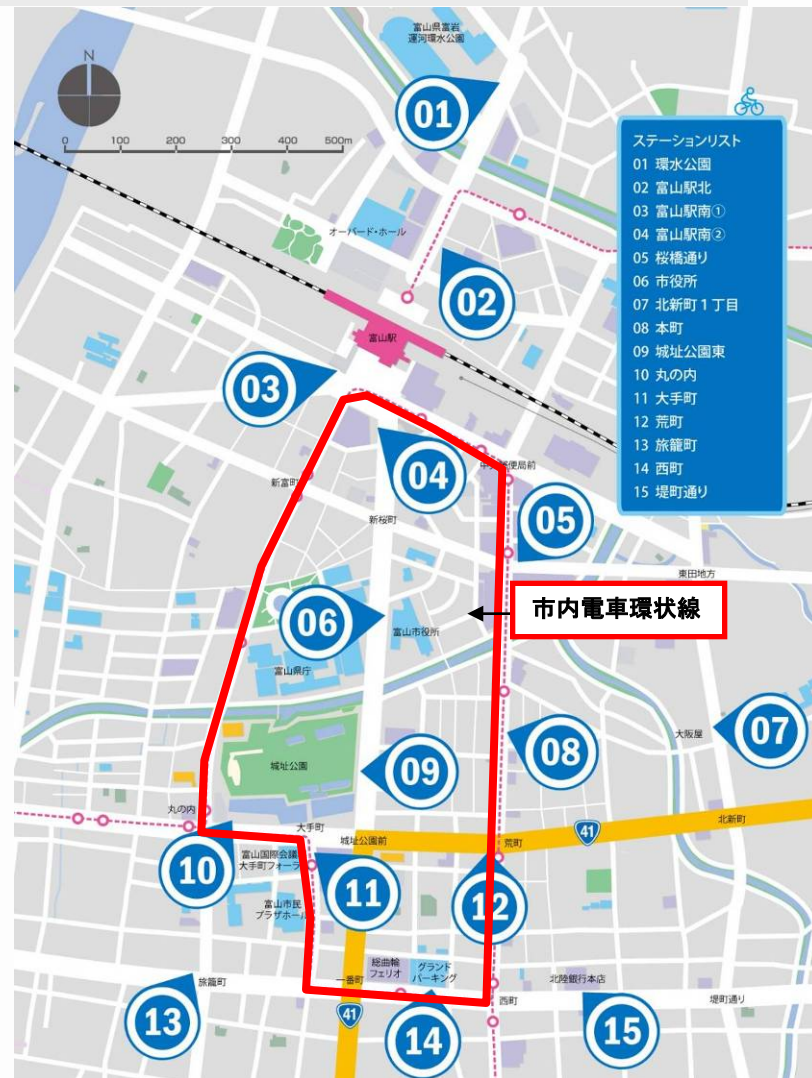 富山県富岩
運河環水公園
N
01
0 100 200 300 400 500m
ステーションリスト
01 環水公園
02 富山駅北
03 富山駅南①
04 富山駅南②
05 桜橋通り
06 市役所
07 北新町1丁目
08 本町
09 城址公園東
10 丸の内
11 大手町
12 荒町
13 旅籠町
14 西町
15 堤町通り
オーバード・ホール
02
富山駅
03
04
中央郵便局前
新富町
05
新桜町
東田地方
市内電車環状線
06
富山市役所
富山県庁
07
大阪屋
08
城址公園
09
丸の内
大手町
城址公園前
41
北新町
荒町
富山国際会議
大手町フォーラ
10
11
12
富山市民
プラザホール
総曲輪
フェリオ
グランド
パーキング
北陸銀行本店
旅籠町
一番町
西町
堤町通り
13
41
14
15